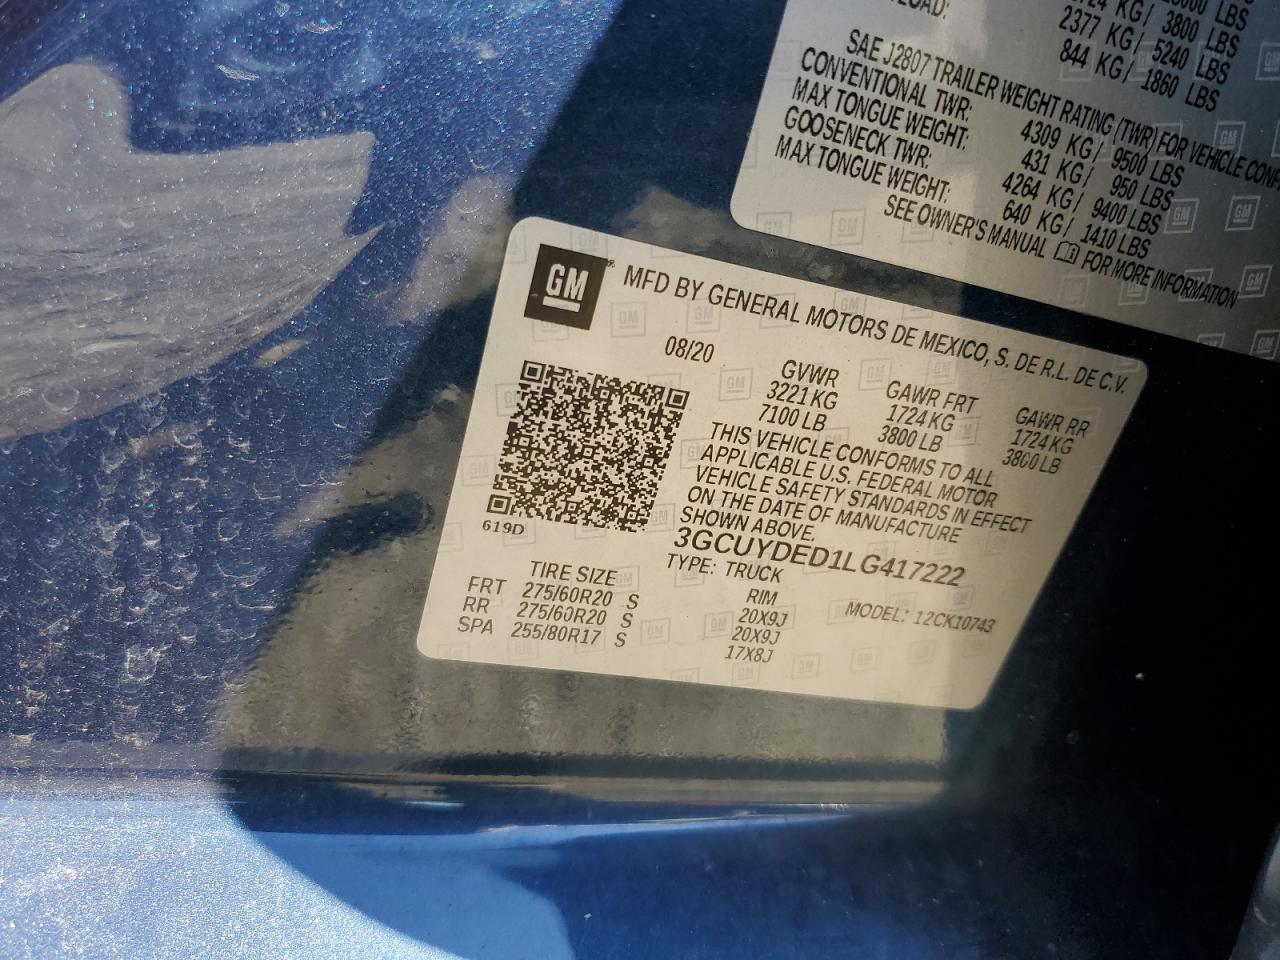 LOAD:
3800 LBS
2377 KG/ 5240 LBS
844 KG/ 1860 LBS
SAE J2807 TRAILER WEIGHT RATING (TWR) FOR VEHICLE
CONVENTIONAL TWR: 4309 KG/ 9500 LBS
MAX TONGUE WEIGHT: 431 KG/ 950 LBS
GOOSENECK TWR: 4264 KG/ 9400 LBS
MAX TONGUE WEIGHT: 640 KG/ 1410 LBS
SEE OWNER'S MANUAL FOR MORE INFORMATION
GM® MFD BY GENERAL MOTORS DE MEXICO, S. DE R.L. DE C.V.
08/20 GVWR GAWR FRT GAWR RR
3221 KG 1724 KG 1724 KG
7100 LB 3800 LB 3800 LB
THIS VEHICLE CONFORMS TO ALL
APPLICABLE U.S. FEDERAL MOTOR
VEHICLE SAFETY STANDARDS IN EFFECT
ON THE DATE OF MANUFACTURE
SHOWN ABOVE.
619D
3GCUYDED1LG417222
TYPE: TRUCK MODEL: 12CK10743
TIRE SIZE RIM
FRT 275/60R20 S 20X9J
RR 275/60R20 S 20X9J
SPA 255/80R17 S 17X8J